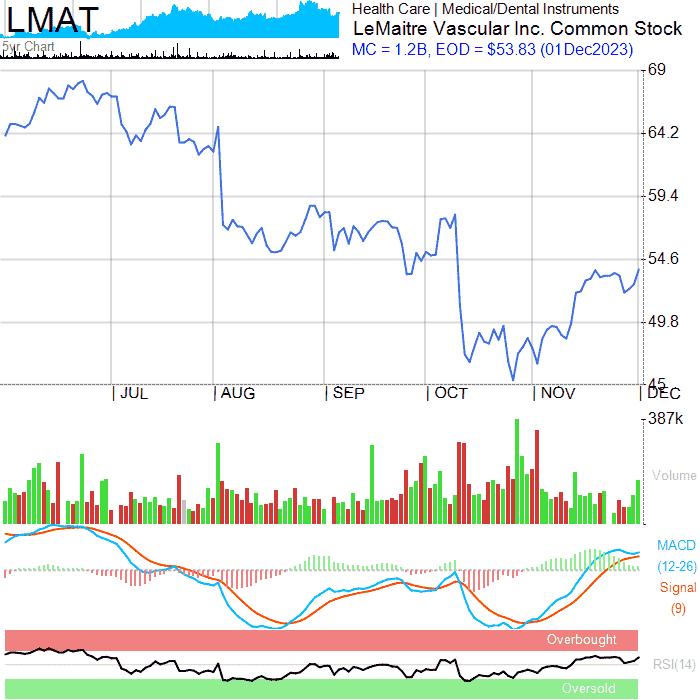 LMAT
5yr Chart
Health Care | Medical/Dental Instruments
LeMaitre Vascular Inc. Common Stock
MC = 1.2B, EOD = $53.83 (01Dec2023)
69
64.2
59.4
54.6
49.8
45
JUL AUG SEP OCT NOV DEC
387k
Volume
MACD
(12-26)
Signal
(9)
Overbought
RSI(14)
Oversold